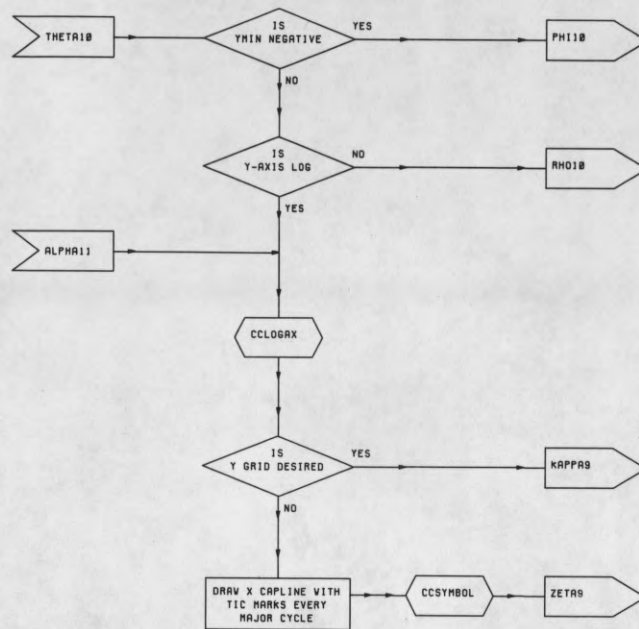 THETA10
IS
YMIN NEGATIVE
YES
PHI10
NO
IS
Y-AXIS LOG
NO
RHO10
YES
ALPHA11
CCLOGAX
IS
Y GRID DESIRED
YES
KAPPA9
NO
DRAW X CAPLINE WITH
TIC MARKS EVERY
MAJOR CYCLE
CCSYMBOL
ZETA9